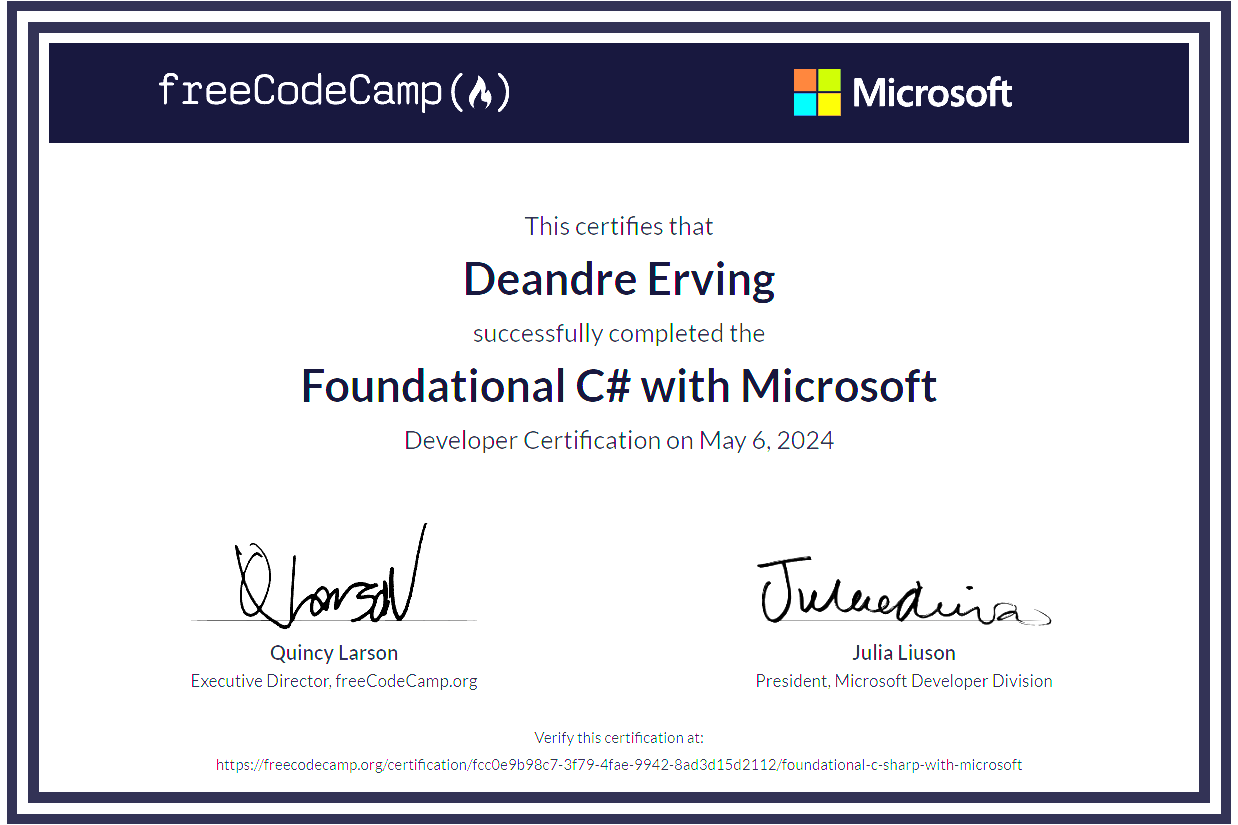 freeCodeCamp(🔥)
Microsoft
This certifies that
Deandre Erving
successfully completed the
Foundational C# with Microsoft
Developer Certification on May 6, 2024
QLarson
Quincy Larson
Executive Director, freeCodeCamp.org
Julia Liuson
President, Microsoft Developer Division
Verify this certification at:
https://freecodecamp.org/certification/fcc0e9b98c7-3f79-4fae-9942-8ad3d15d2112/foundational-c-sharp-with-microsoft